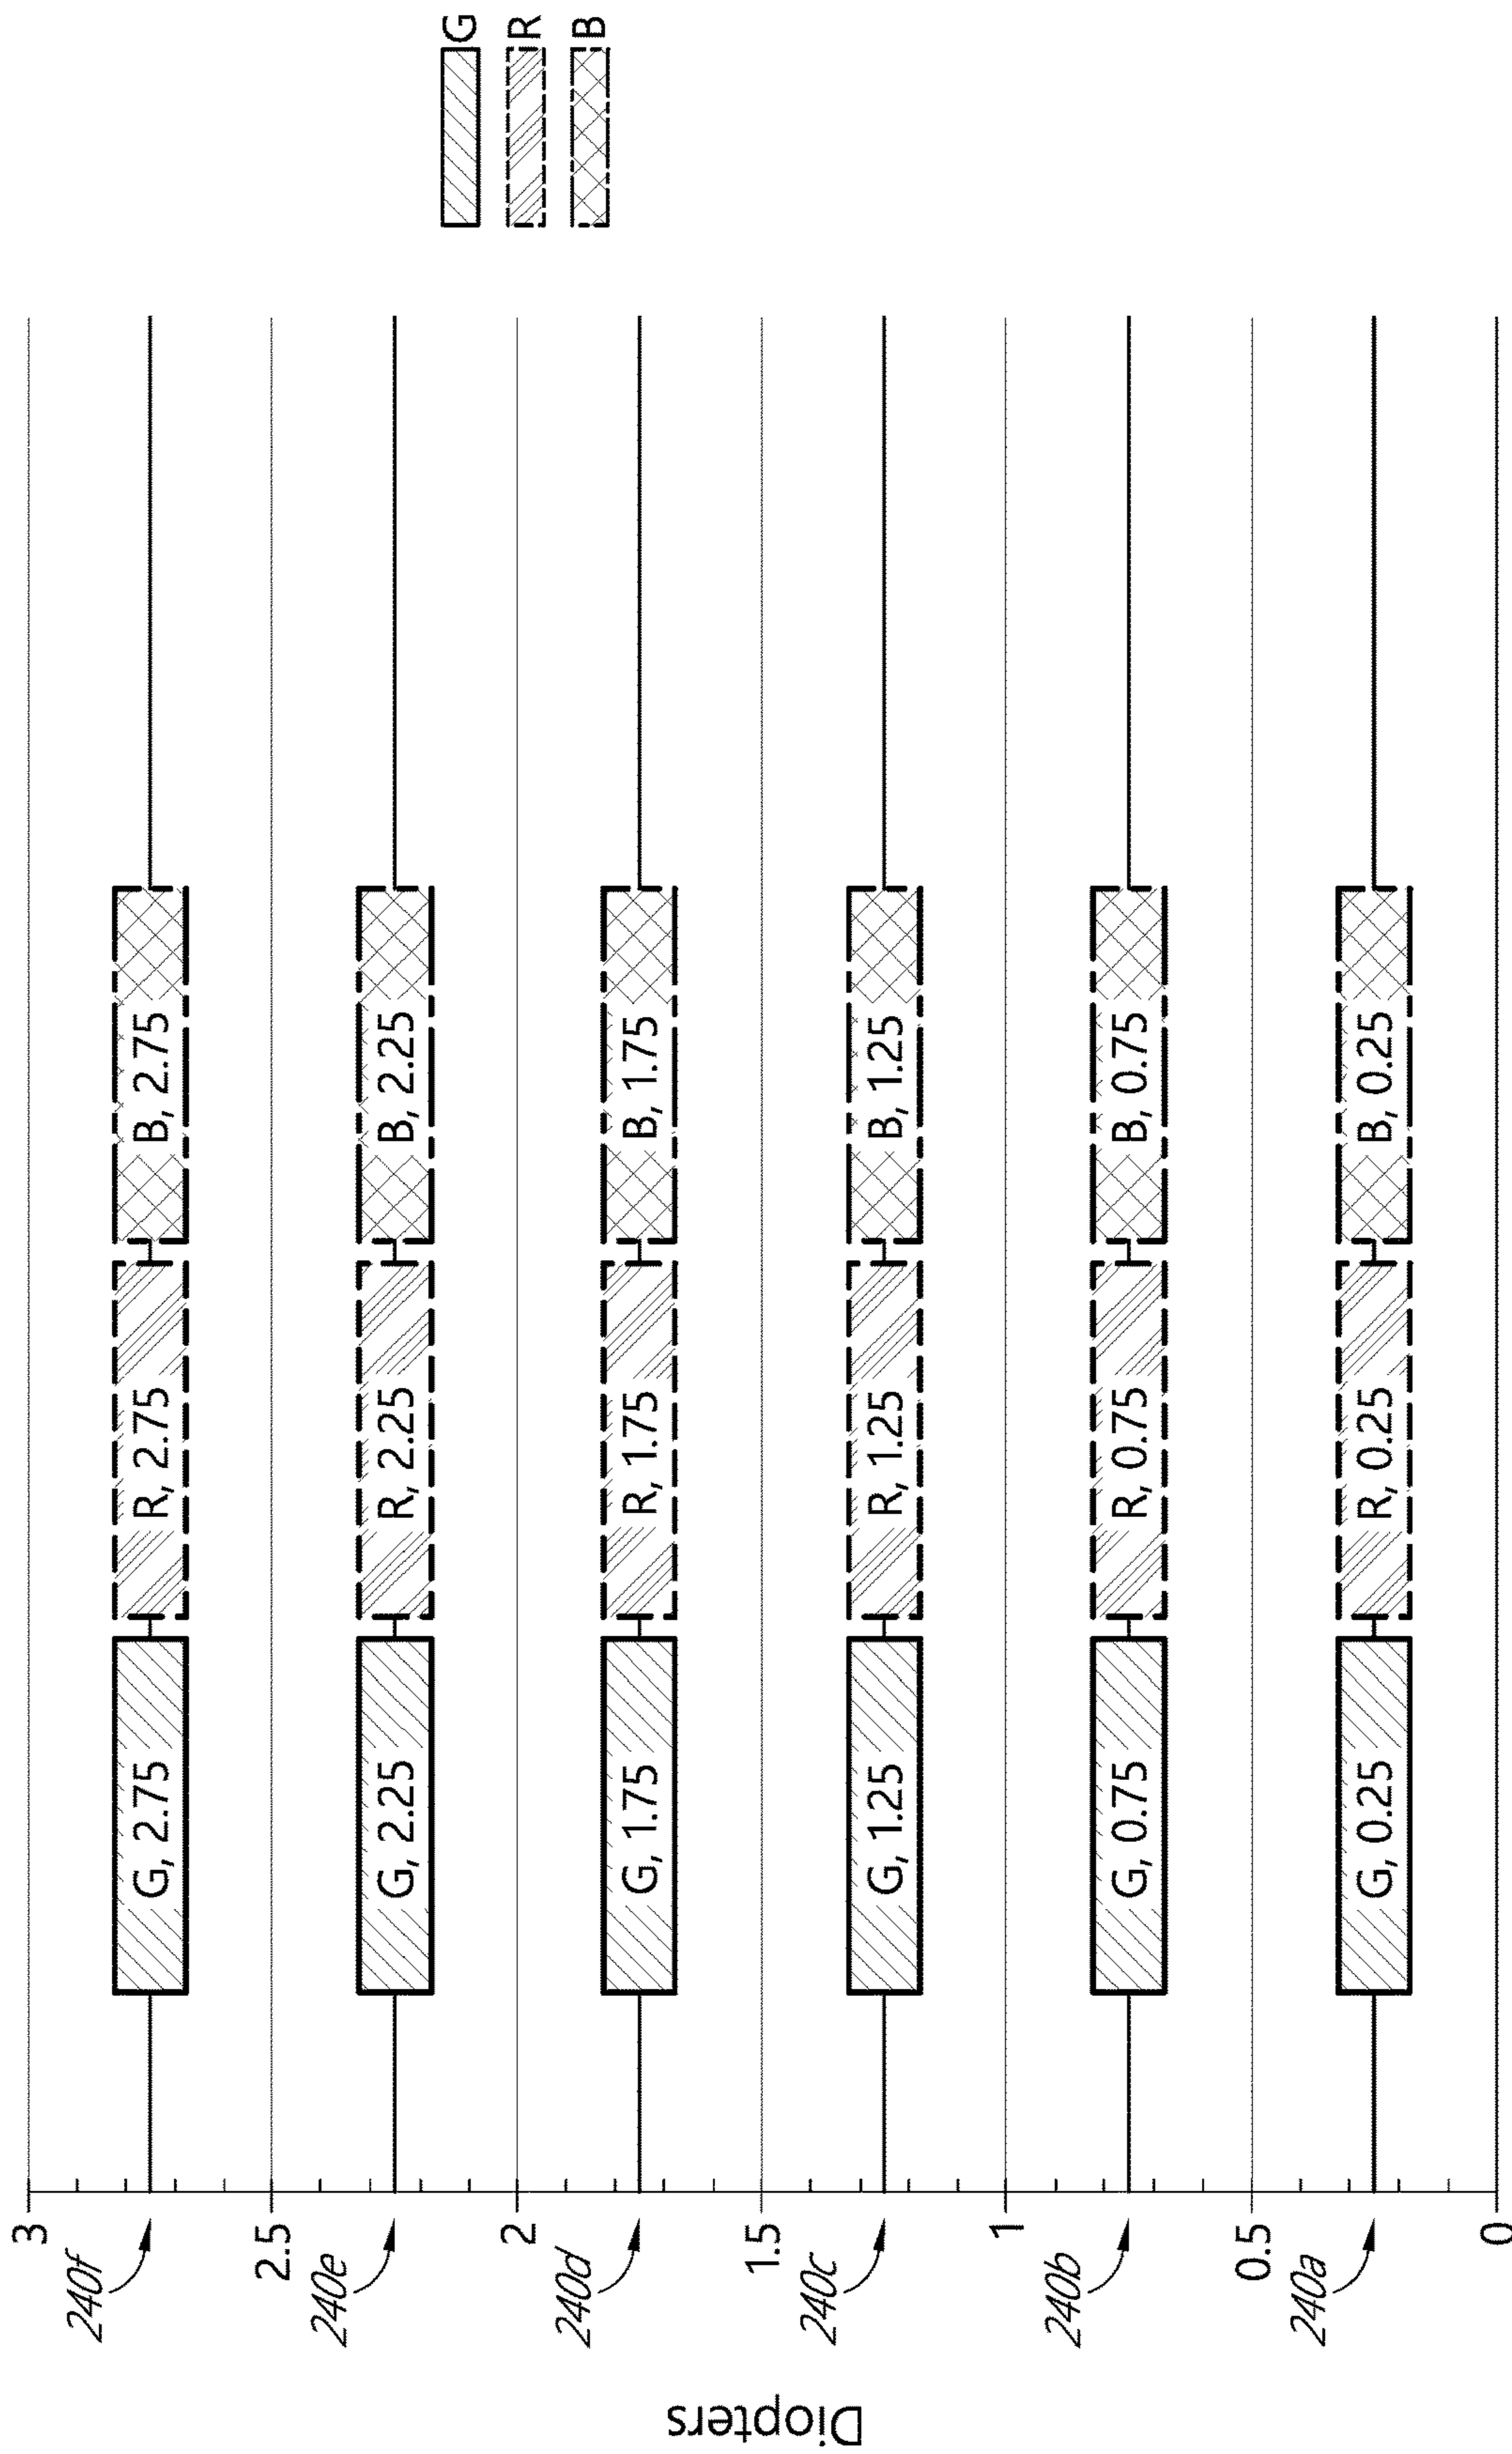 Diopters
3
240f
G, 2.75
R, 2.75
B, 2.75
2.5
240e
G, 2.25
R, 2.25
B, 2.25
2
240d
G, 1.75
R, 1.75
B, 1.75
1.5
240c
G, 1.25
R, 1.25
B, 1.25
1
240b
G, 0.75
R, 0.75
B, 0.75
0.5
240a
G, 0.25
R, 0.25
B, 0.25
0
G
R
B